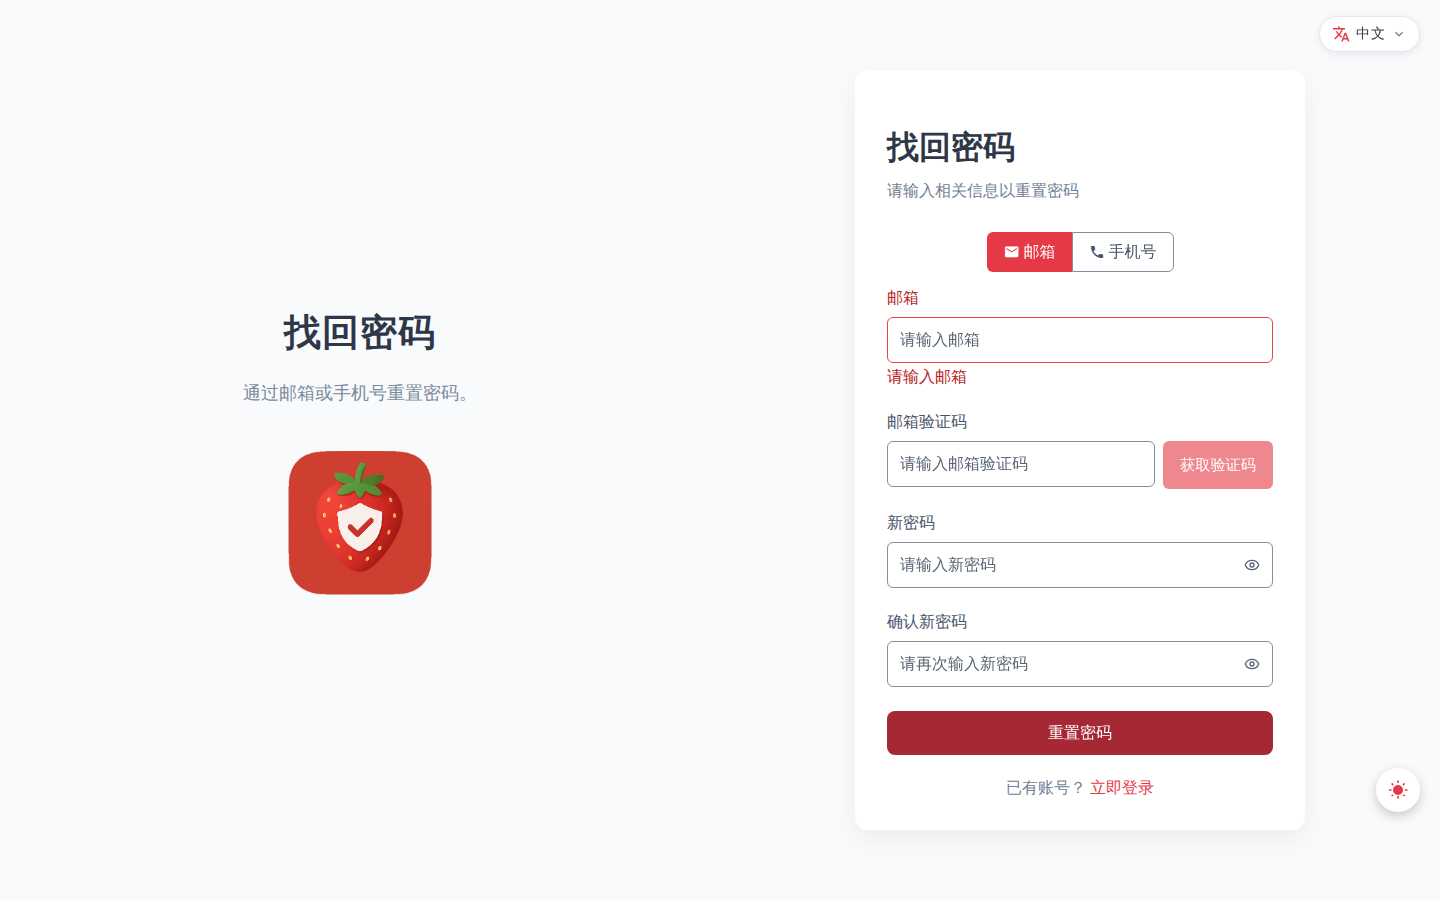 中文
找回密码
通过邮箱或手机号重置密码。
找回密码
请输入相关信息以重置密码
邮箱
手机号
邮箱
请输入邮箱
请输入邮箱
邮箱验证码
请输入邮箱验证码
获取验证码
新密码
请输入新密码
确认新密码
请再次输入新密码
重置密码
已有账号？ 立即登录